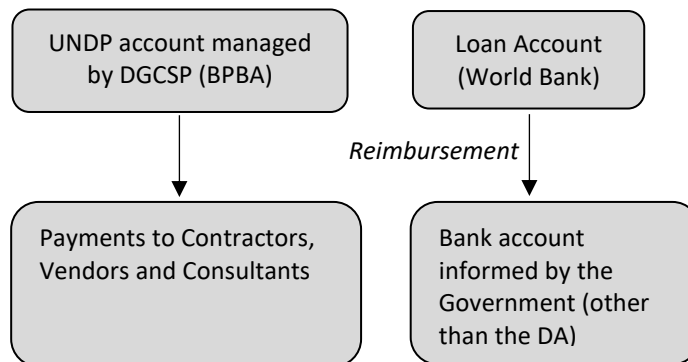 UNDP account managed
by DGCSP (BPBA)
Loan Account
(World Bank)
Reimbursement
Payments to Contractors,
Vendors and Consultants
Bank account
informed by the
Government (other
than the DA)